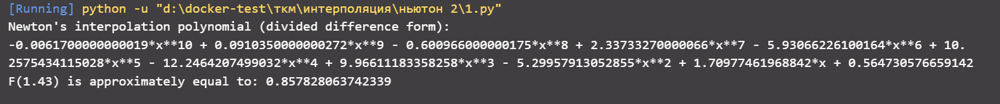 [Running] python -u "d:\docker-test\ткм\интерполяция\ньютон 2\1.py"
Newton's interpolation polynomial (divided difference form):
-0.0061700000000019*x**10 + 0.0910350000000272*x**9 - 0.600966000000175*x**8 + 2.33733270000066*x**7 - 5.93066226100164*x**6 + 10.
2575434115028*x**5 - 12.2464207499032*x**4 + 9.96611183358258*x**3 - 5.29957913052855*x**2 + 1.70977461968842*x + 0.564730576659142
F(1.43) is approximately equal to: 0.857828063742339